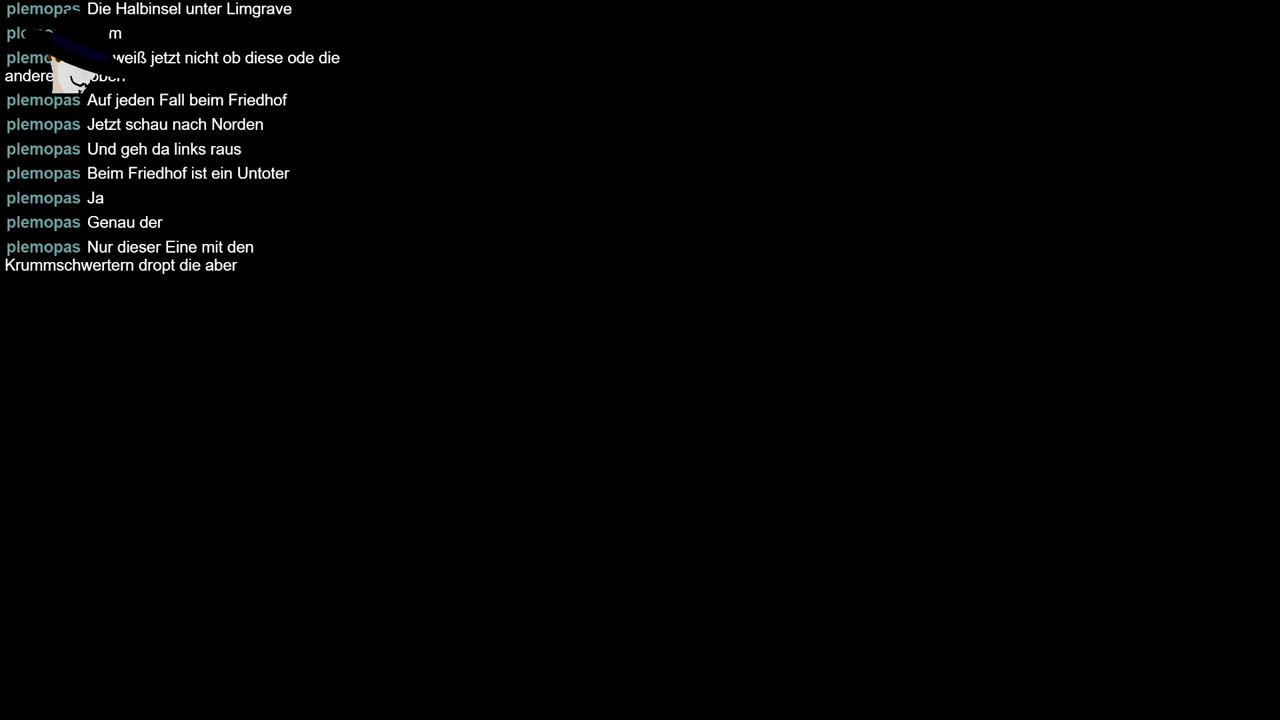 plemopas Die Halbinsel unter Limgrave
m
plemo weiß jetzt nicht ob diese ode die
andere oben.
plemopas Auf jeden Fall beim Friedhof
plemopas Jetzt schau nach Norden
plemopas Und geh da links raus
plemopas Beim Friedhof ist ein Untoter
plemopas Ja
plemopas Genau der
plemopas Nur dieser Eine mit den
Krummschwertern dropt die aber